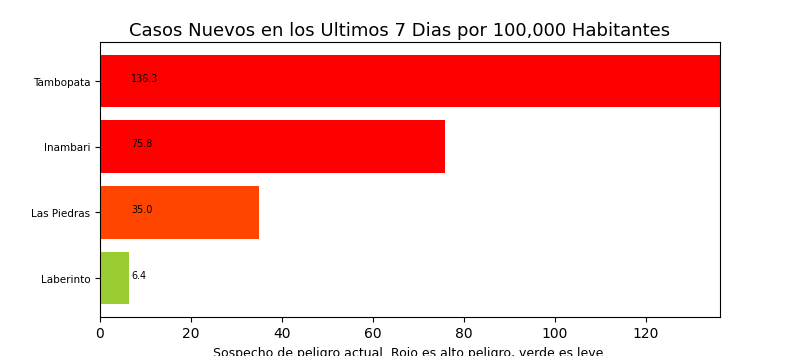 Casos Nuevos en los Ultimos 7 Dias por 100,000 Habitantes
Tambopata 136.3
Inambari 75.8
Las Piedras 35.0
Laberinto 6.4
0 20 40 60 80 100 120
Sospecho de peligro actual. Rojo es alto peligro, verde es leve